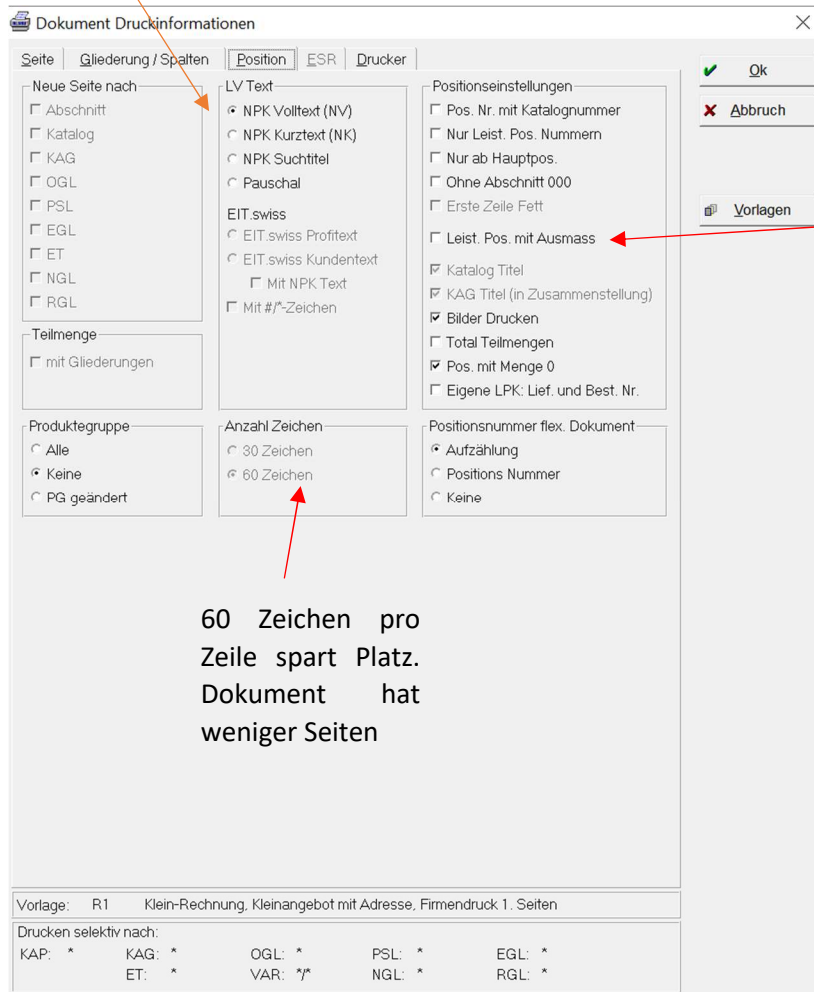 Dokument Druckinformationen
Seite Gliederung / Spalten Position ESR Drucker
Ok
Abbruch
Vorlagen
Neue Seite nach
Abschnitt
Katalog
KAG
OGL
PSL
EGL
ET
NGL
RGL
Teilmenge
mit Gliederungen
LV Text
NPK Volltext (NV)
NPK Kurztext (NK)
NPK Suchtitel
Pauschal
EIT.swiss
EIT.swiss Profitext
EIT.swiss Kundentext
Mit NPK Text
Mit #/*-Zeichen
Positionseinstellungen
Pos. Nr. mit Katalognummer
Nur Leist. Pos. Nummern
Nur ab Hauptpos.
Ohne Abschnitt 000
Erste Zeile Fett
Leist. Pos. mit Ausmass
Katalog Titel
KAG Titel (in Zusammenstellung)
Bilder Drucken
Total Teilmengen
Pos. mit Menge 0
Eigene LPK: Lief. und Best. Nr.
Produktegruppe
Alle
Keine
PG geändert
Anzahl Zeichen
30 Zeichen
60 Zeichen
Positionsnummer flex. Dokument
Aufzählung
Positions Nummer
Keine
60 Zeichen pro
Zeile spart Platz.
Dokument hat
weniger Seiten
Vorlage: R1 Klein-Rechnung, Kleinangebot mit Adresse, Firmendruck 1. Seiten
Drucken selektiv nach:
KAP: * KAG: * OGL: * PSL: * EGL: *
ET: * VAR: */* NGL: * RGL: *